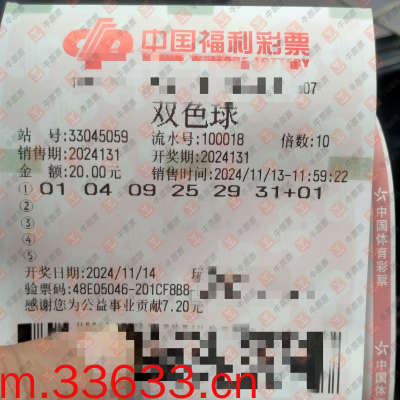 中国福利彩票
07
双色球
站 号:33045059 流水号:100018 倍数:10
销售期:2024131 开奖期:2024131
金 额:20.00元 销售时间:2024/11/13-11:59:22
① 01 04 09 25 29 31+01
②
③
④
⑤
开奖日期:2024/11/14
验票码:48E05046-201CFBB8-
感谢您为公益事业贡献7.20元
中国体育彩票
m.33633.cn